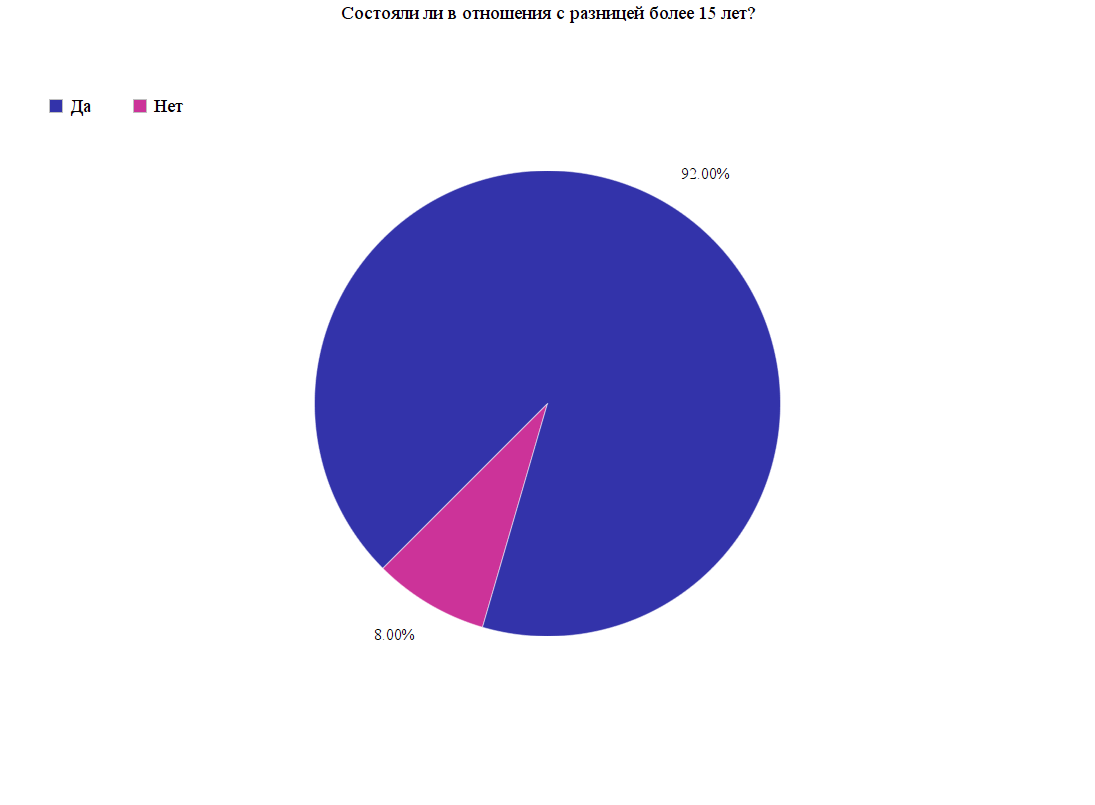 Состояли ли в отношения с разницей более 15 лет?
Да
Нет
92.00%
8.00%